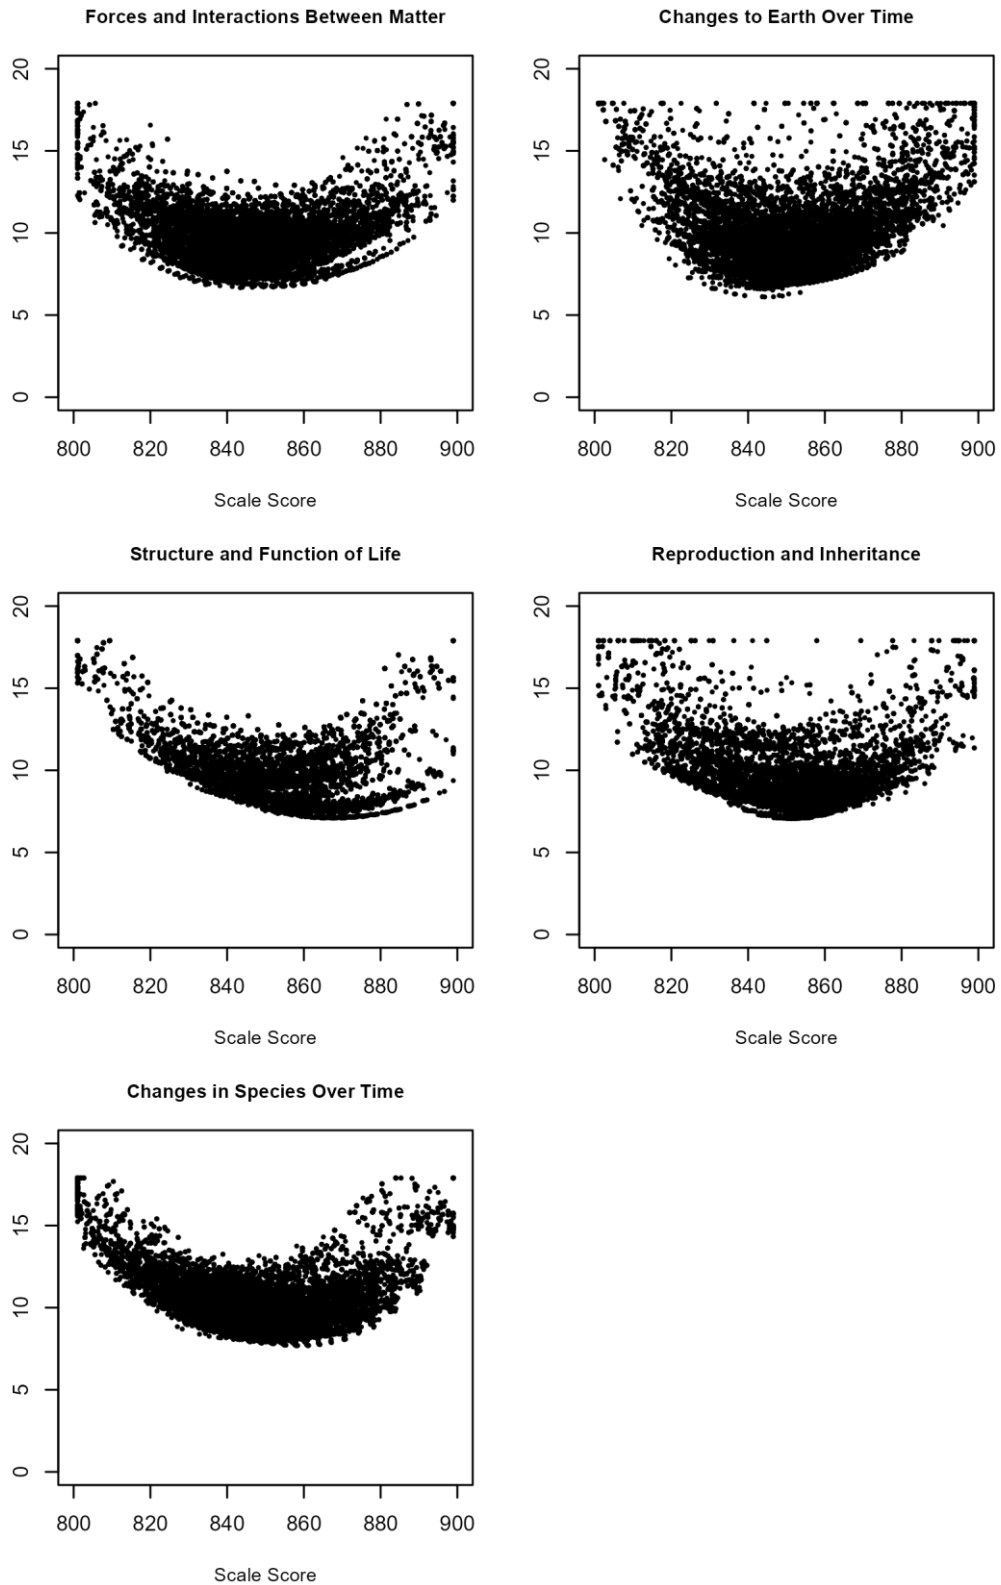 Forces and Interactions Between Matter
20
15
10
5
0
800 820 840 860 880 900
Scale Score
Changes to Earth Over Time
20
15
10
5
0
800 820 840 860 880 900
Scale Score
Structure and Function of Life
20
15
10
5
0
800 820 840 860 880 900
Scale Score
Reproduction and Inheritance
20
15
10
5
0
800 820 840 860 880 900
Scale Score
Changes in Species Over Time
20
15
10
5
0
800 820 840 860 880 900
Scale Score